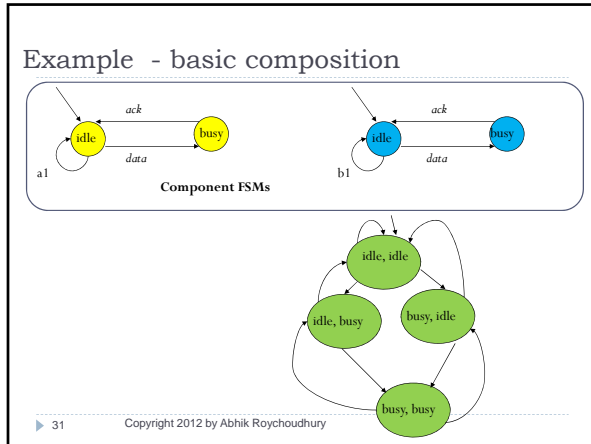 Example - basic composition
ack
ack
idle
busy
idle
busy
data
data
a1
b1
Component FSMs
idle, idle
idle, busy
busy, idle
busy, busy
31
Copyright 2012 by Abhik Roychoudhury